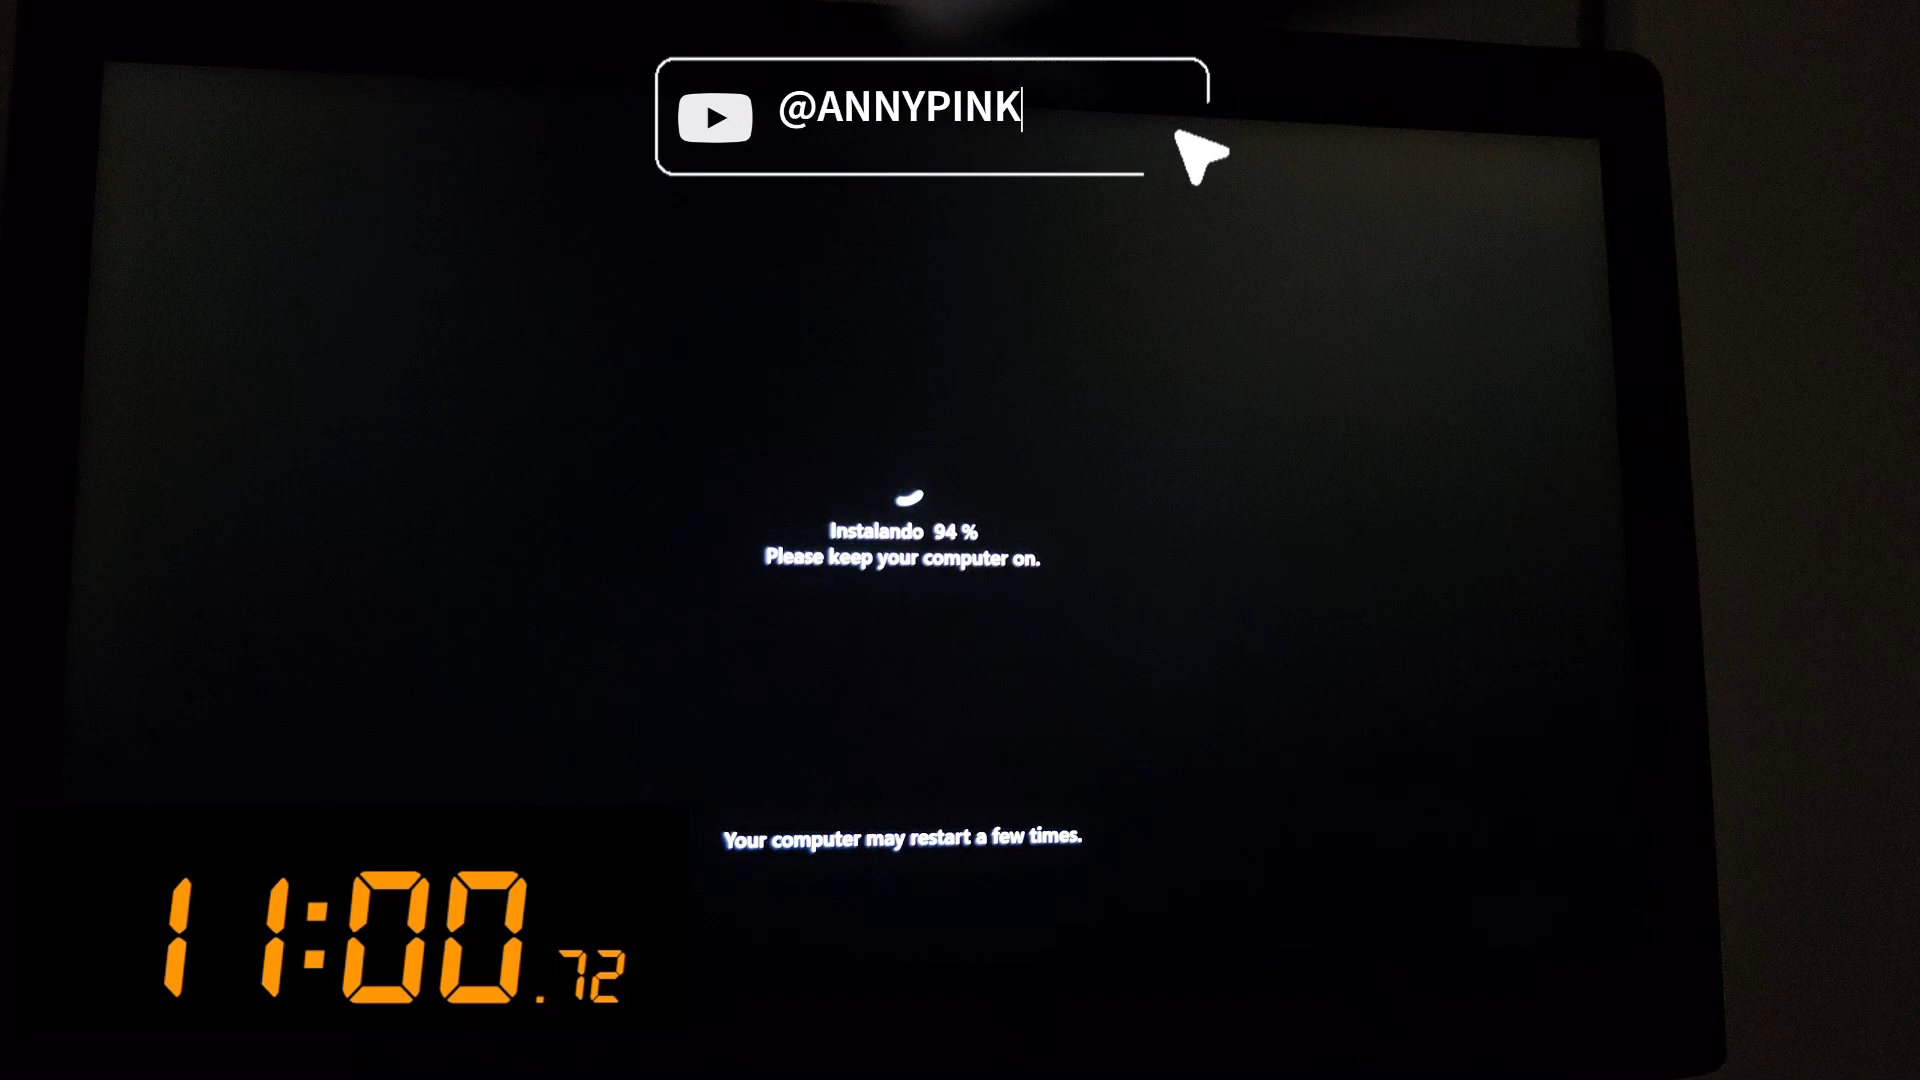 @ANNYPINK
Instalando 94 %
Please keep your computer on.
Your computer may restart a few times.
11:00.72